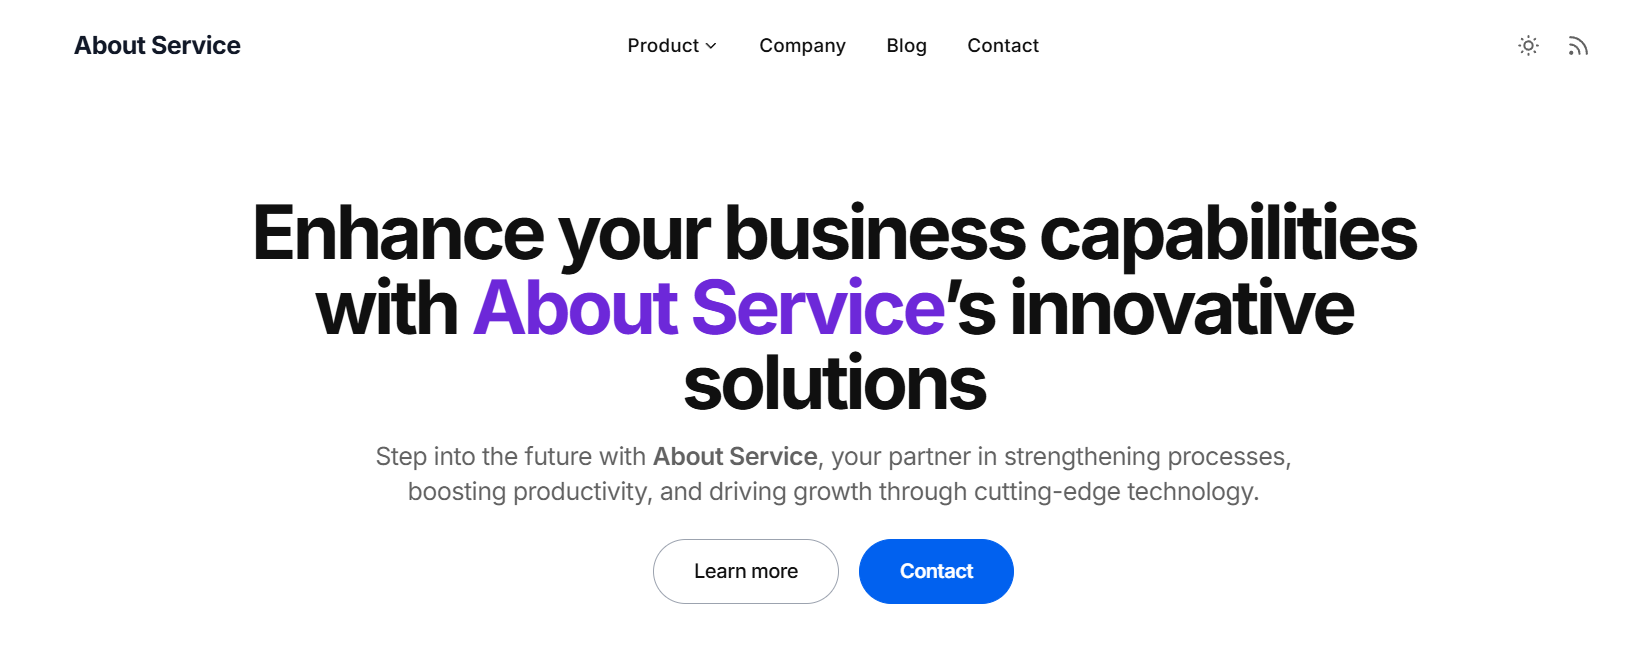 About Service
Product
Company
Blog
Contact
Enhance your business capabilities
with About Service’s innovative
solutions
Step into the future with About Service, your partner in strengthening processes,
boosting productivity, and driving growth through cutting-edge technology.
Learn more
Contact